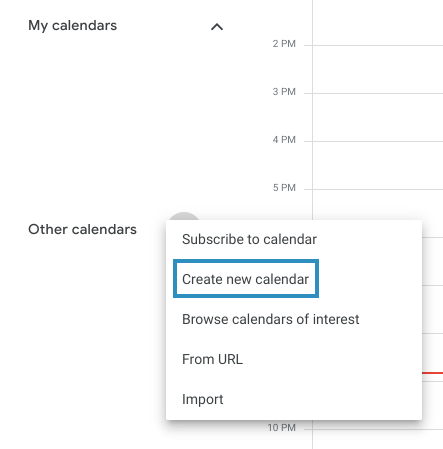 My calendars
2 PM
3 PM
4 PM
5 PM
Other calendars
Subscribe to calendar
Create new calendar
Browse calendars of interest
From URL
Import
10 PM